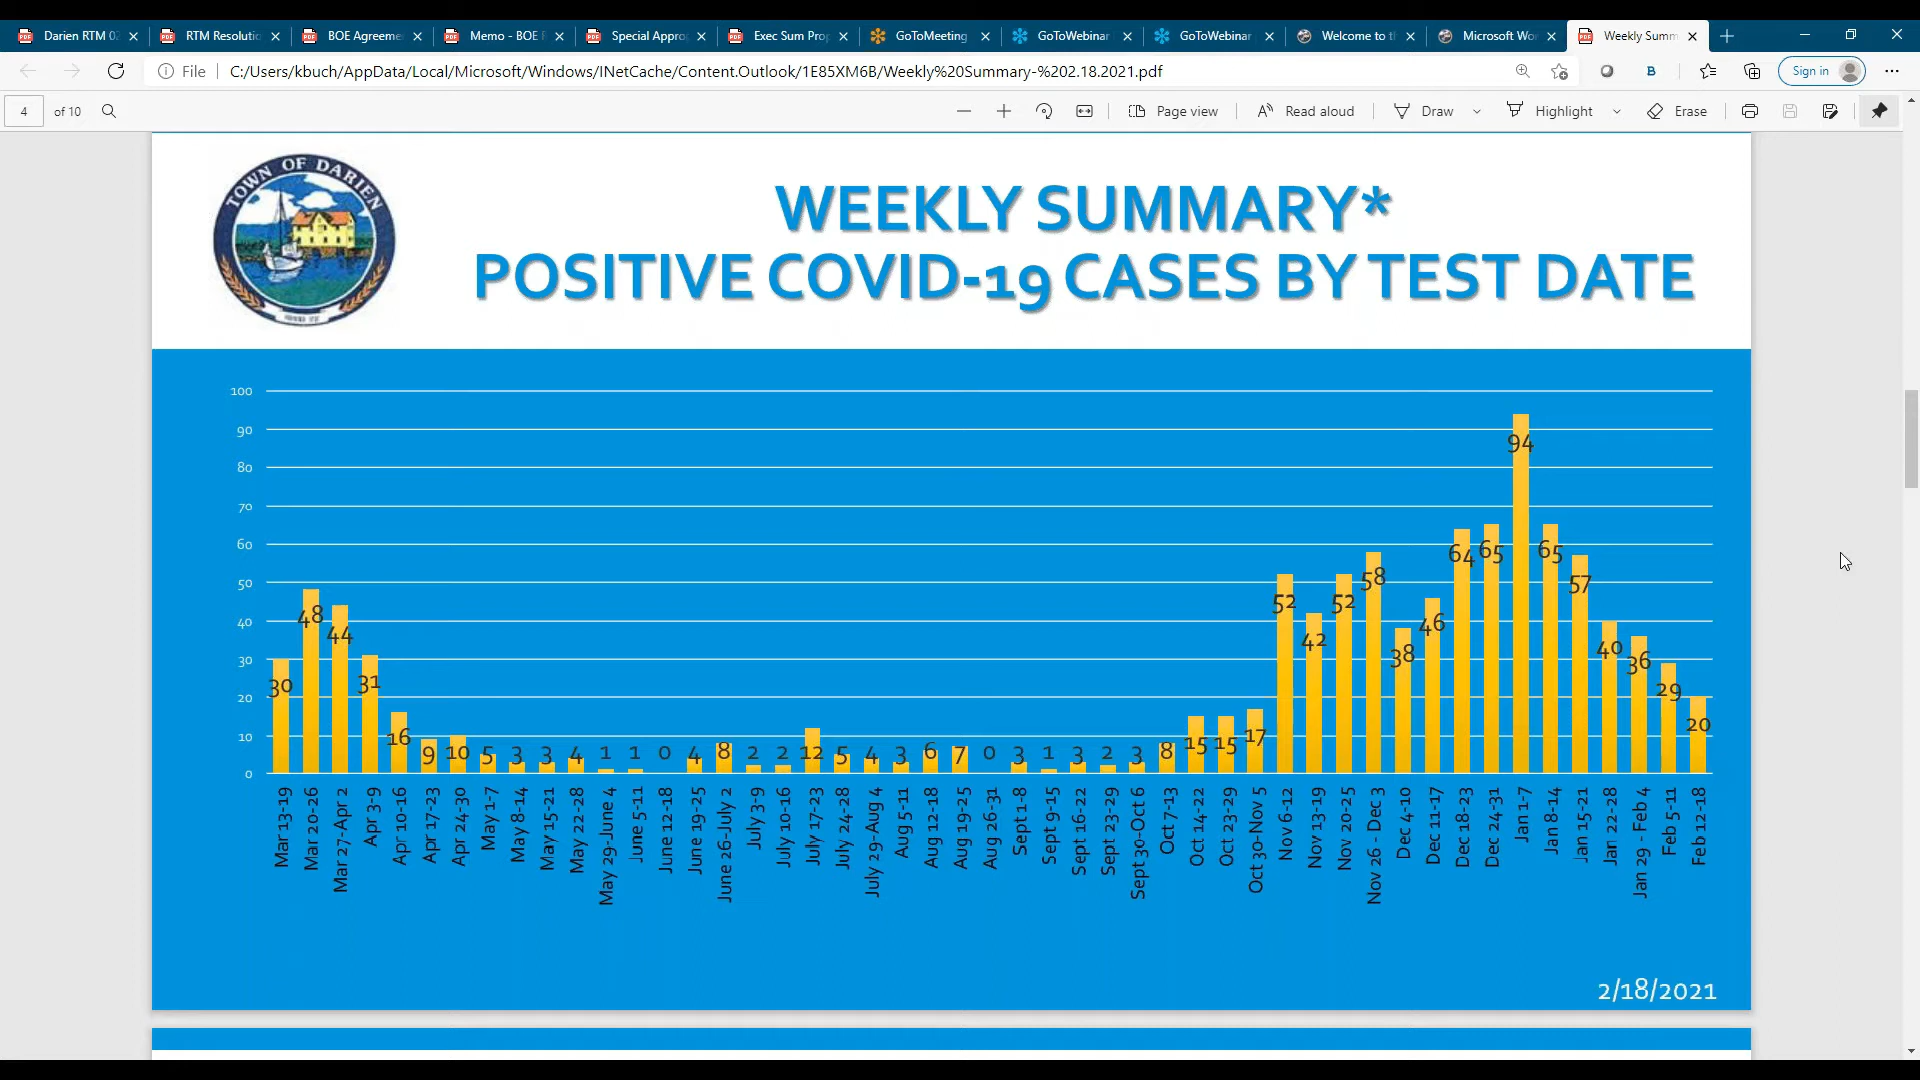 Darien RTM 02
RTM Resolutio
BOE Agreeme
Memo - BOE F
Special Appro
Exec Sum Pro
GoToMeeting
GoToWebinar
GoToWebinar
Welcome to t
Microsoft Wo
Weekly Summ
File
C:/Users/kbuch/AppData/Local/Microsoft/Windows/INetCache/Content.Outlook/1E85XM6B/Weekly%20Summary-%202.18.2021.pdf
Sign in
4 of 10
Page view
Read aloud
Draw
Highlight
Erase
TOWN OF DARIEN
WEEKLY SUMMARY*
POSITIVE COVID-19 CASES BY TEST DATE
100
90
80
70
60
50
40
30
20
10
0
30 48 44 31 16 9 10 5 3 3 4 1 1 0 4 8 2 2 12 5 4 3 6 7 0 3 1 3 2 3 8 15 15 17 52 42 52 58 38 46 64 65 94 65 57 40 36 29 20
Mar 13-19
Mar 20-26
Mar 27-Apr 2
Apr 3-9
Apr 10-16
Apr 17-23
Apr 24-30
May 1-7
May 8-14
May 15-21
May 22-28
May 29-June 4
June 5-11
June 12-18
June 19-25
June 26-July 2
July 3-9
July 10-16
July 17-23
July 24-28
July 29-Aug 4
Aug 5-11
Aug 12-18
Aug 19-25
Aug 26-31
Sept 1-8
Sept 9-15
Sept 16-22
Sept 23-29
Sept 30-Oct 6
Oct 7-13
Oct 14-22
Oct 23-29
Oct 30-Nov 5
Nov 6-12
Nov 13-19
Nov 20-25
Nov 26 - Dec 3
Dec 4-10
Dec 11-17
Dec 18-23
Dec 24-31
Jan 1-7
Jan 8-14
Jan 15-21
Jan 22-28
Jan 29 - Feb 4
Feb 5-11
Feb 12-18
2/18/2021